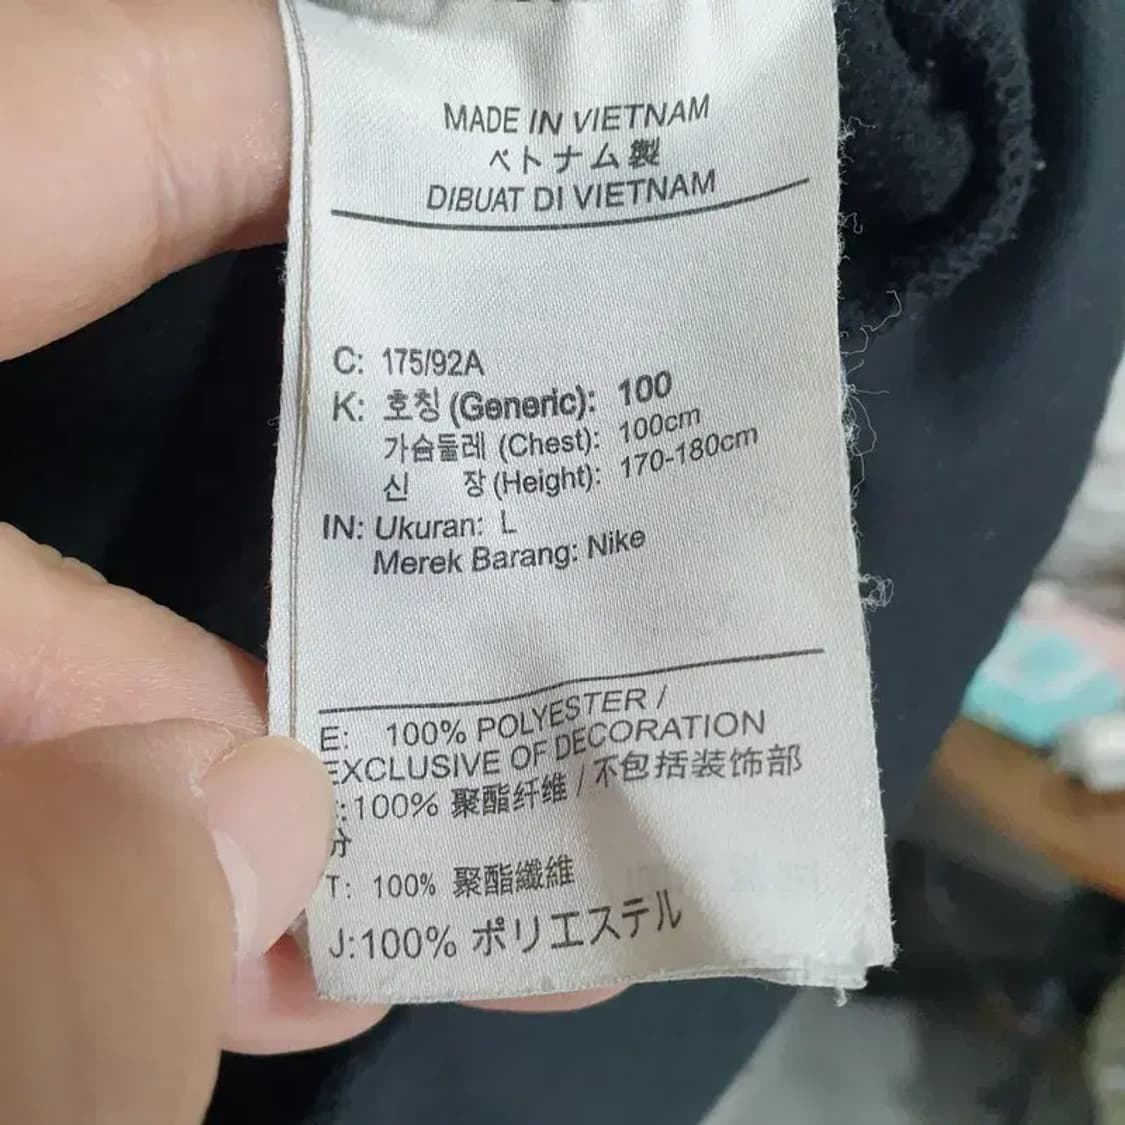 MADE IN VIETNAM
ベトナム製
DIBUAT DI VIETNAM
C: 175/92A
K: 호칭 (Generic): 100
가슴둘레 (Chest): 100cm
신 장 (Height): 170-180cm
IN: Ukuran: L
Merek Barang: Nike
E: 100% POLYESTER /
EXCLUSIVE OF DECORATION
:100% 聚酯纤维 / 不包括装饰部
分
T: 100% 聚酯纖維
J:100% ポリエステル